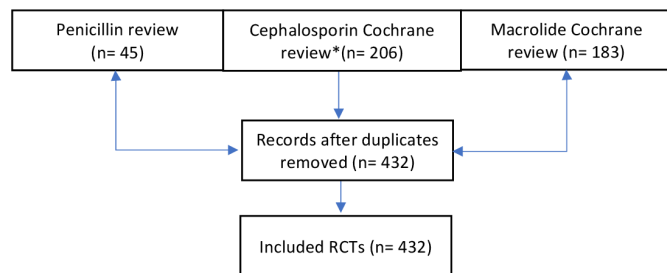 Penicillin review
(n= 45)
Cephalosporin Cochrane
review*(n= 206)
Macrolide Cochrane
review (n= 183)
Records after duplicates
removed (n= 432)
Included RCTs (n= 432)